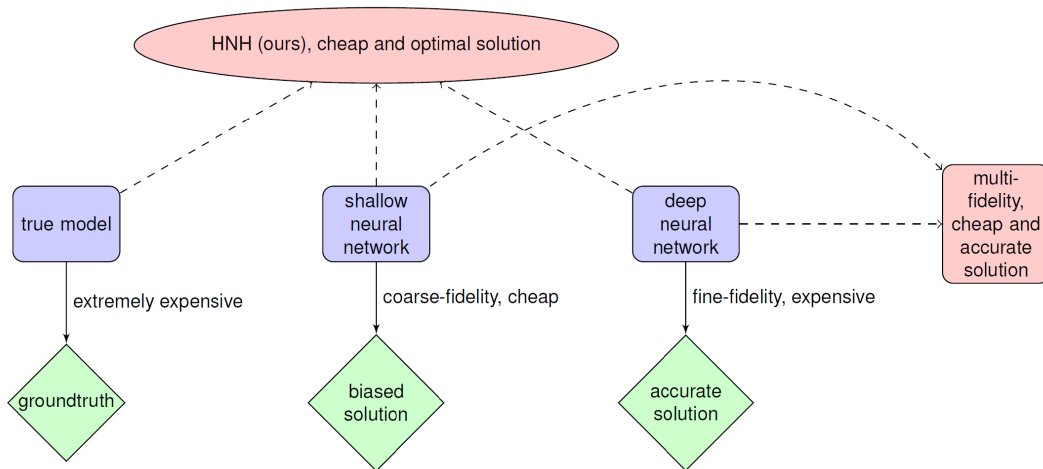 HNH (ours), cheap and optimal solution
true model
shallow
neural
network
deep
neural
network
multi-
fidelity,
cheap and
accurate
solution
extremely expensive
coarse-fidelity, cheap
fine-fidelity, expensive
groundtruth
biased
solution
accurate
solution